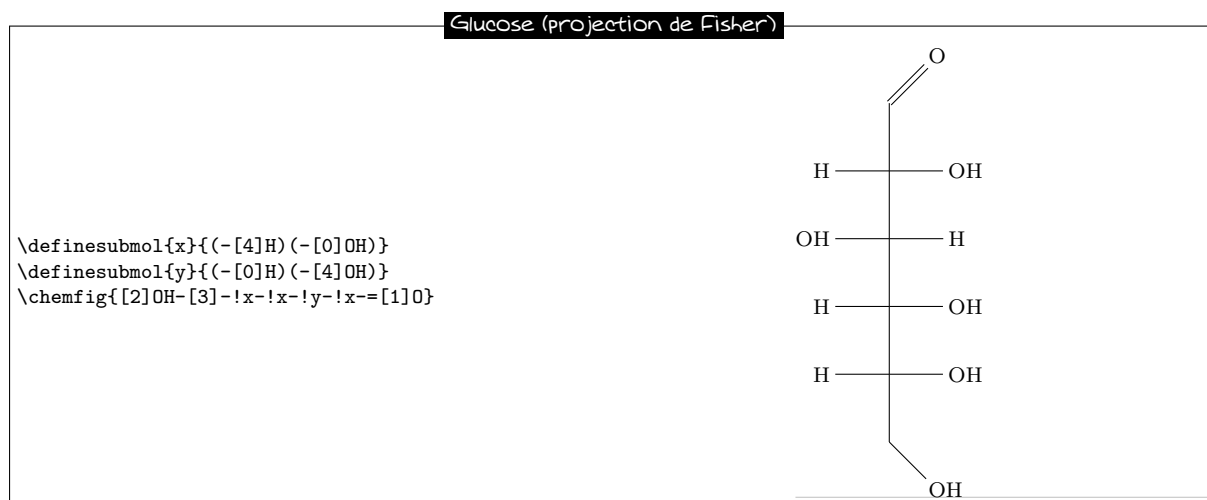 Glucose (projection de Fisher)
\definesubmol{x}{(-[4]H)(-[0]OH)}
\definesubmol{y}{(-[0]H)(-[4]OH)}
\chemfig{[2]OH-[3]-!x-!x-!y-!x-=[1]O}
O
H OH
OH H
H OH
H OH
OH